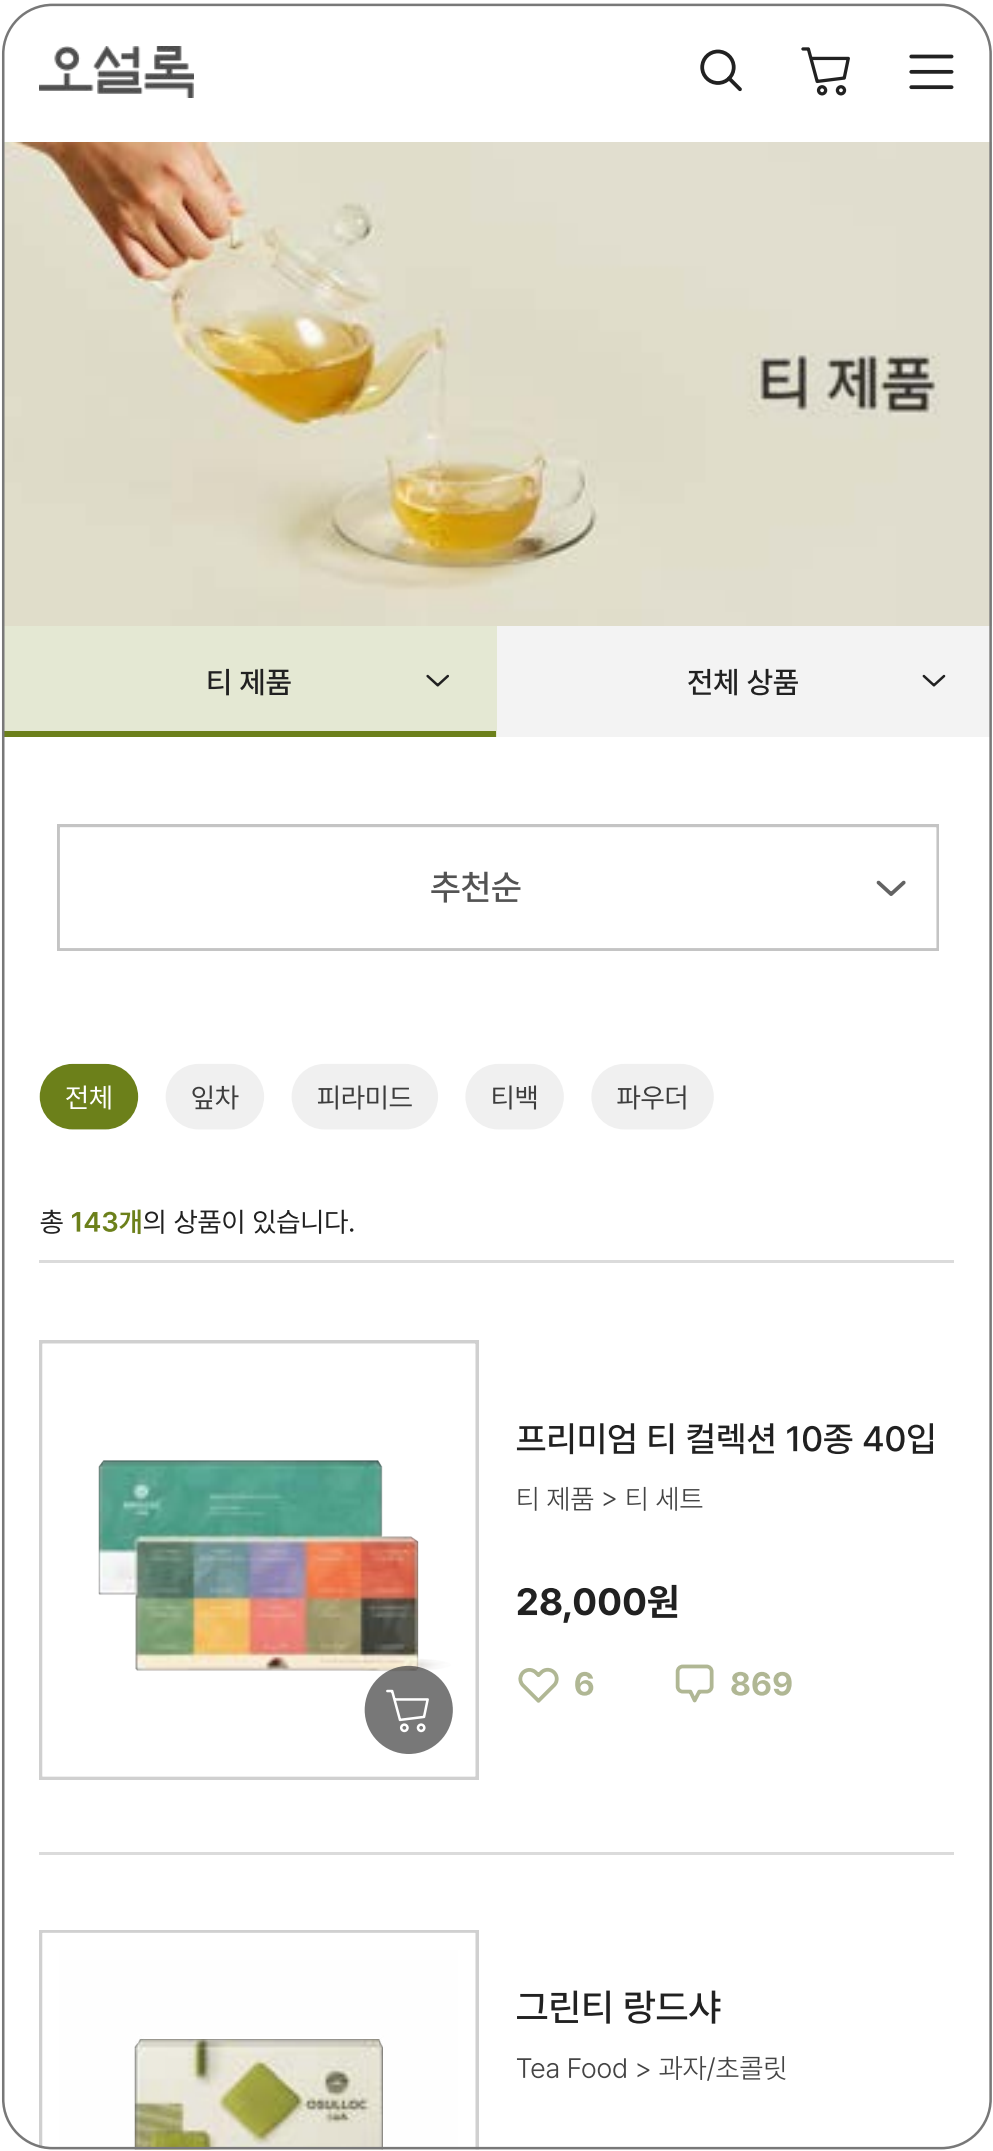 오설록
티 제품
티 제품
전체 상품
추천순
전체
잎차
피라미드
티백
파우더
총 143개의 상품이 있습니다.
프리미엄 티 컬렉션 10종 40입
티 제품 > 티 세트
28,000원
6
869
그린티 랑드샤
Tea Food > 과자/초콜릿
OSULLOC